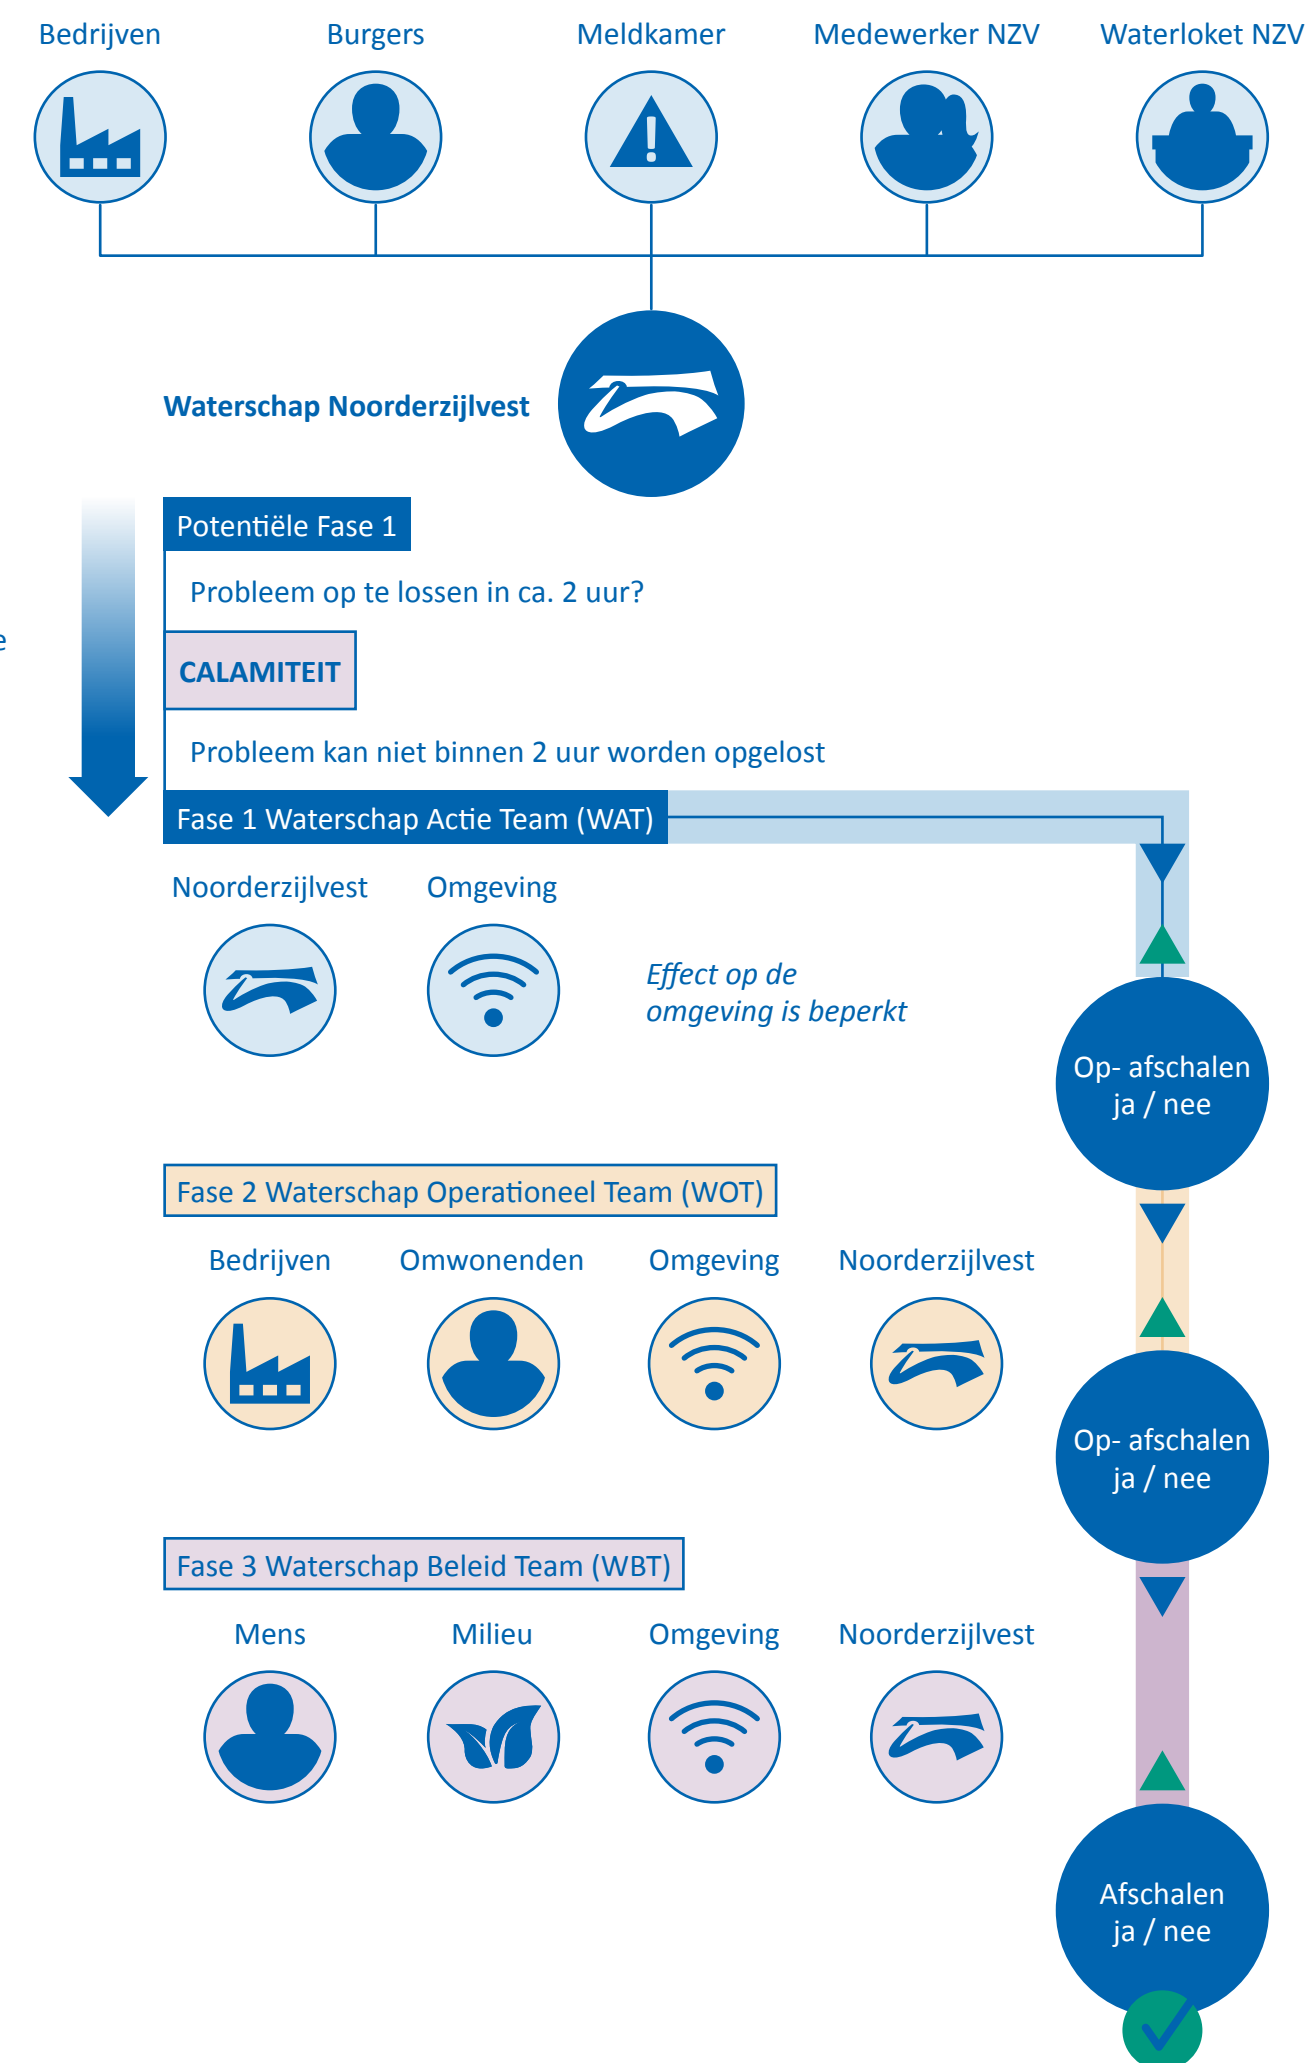 Bedrijven
Burgers
Meldkamer
Medewerker NZV
Waterloket NZV
Waterschap Noorderzijlvest
Potentiële Fase 1
Probleem op te lossen in ca. 2 uur?
e
CALAMITEIT
Probleem kan niet binnen 2 uur worden opgelost
Fase 1 Waterschap Actie Team (WAT)
Noorderzijlvest
Omgeving
Effect op de
omgeving is beperkt
Op- afschalen
ja / nee
Fase 2 Waterschap Operationeel Team (WOT)
Bedrijven
Omwonenden
Omgeving
Noorderzijlvest
Op- afschalen
ja / nee
Fase 3 Waterschap Beleid Team (WBT)
Mens
Milieu
Omgeving
Noorderzijlvest
Afschalen
ja / nee